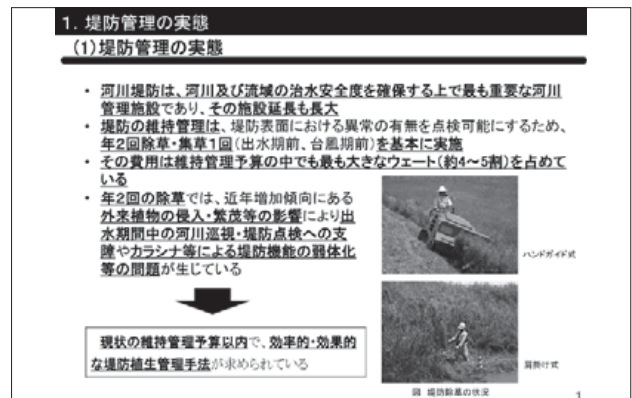 1. 堤防管理の実態
(1)堤防管理の実態
・ 河川堤防は、河川及び流域の治水安全度を確保する上で最も重要な河川
管理施設であり、その施設延長も長大
・ 堤防の維持管理は、堤防表面における異常の有無を点検可能にするため、
年2回除草・集草1回(出水期前、台風期前)を基本に実施
・ その費用は維持管理予算の中でも最も大きなウェート(約4~5割)を占めて
いる
・ 年2回の除草では、近年増加傾向にある
外来植物の侵入・繁茂等の影響により出
水期間中の河川巡視・堤防点検への支
障やカラシナ等による堤防機能の弱体化
等の問題が生じている
ハンドガイド式
現状の維持管理予算以内で、効率的・効果的
な堤防植生管理手法が求められている
肩掛け式
図 堤防除草の状況
1